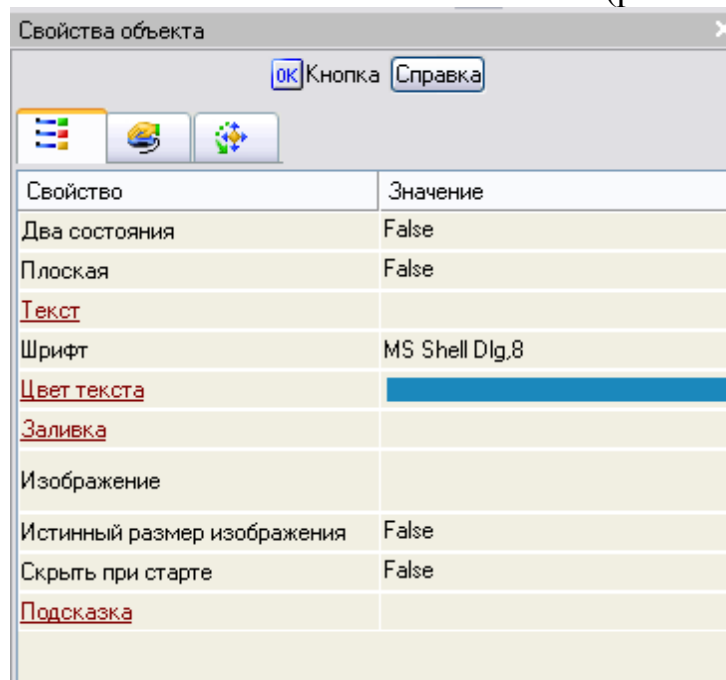 Свойства объекта
OK Кнопка Справка
Свойство Значение
Два состояния False
Плоская False
Текст
Шрифт MS Shell Dlg,8
Цвет текста
Заливка
Изображение
Истинный размер изображения False
Скрыть при старте False
Подсказка